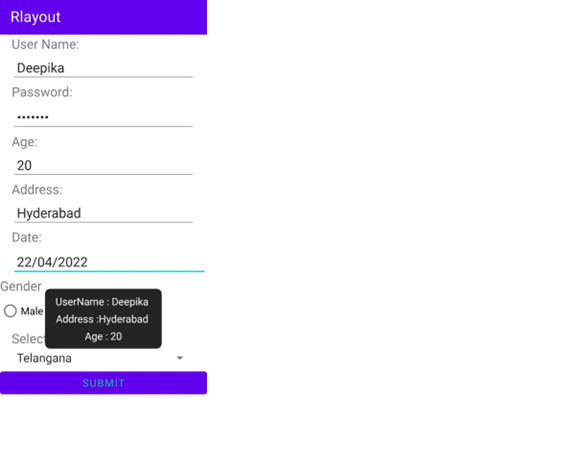 Rlayout
User Name:
Deepika
Password:
•••••••
Age:
20
Address:
Hyderabad
Date:
22/04/2022
Gender
Male
UserName : Deepika
Address :Hyderabad
Age : 20
Telangana
SUBMIT